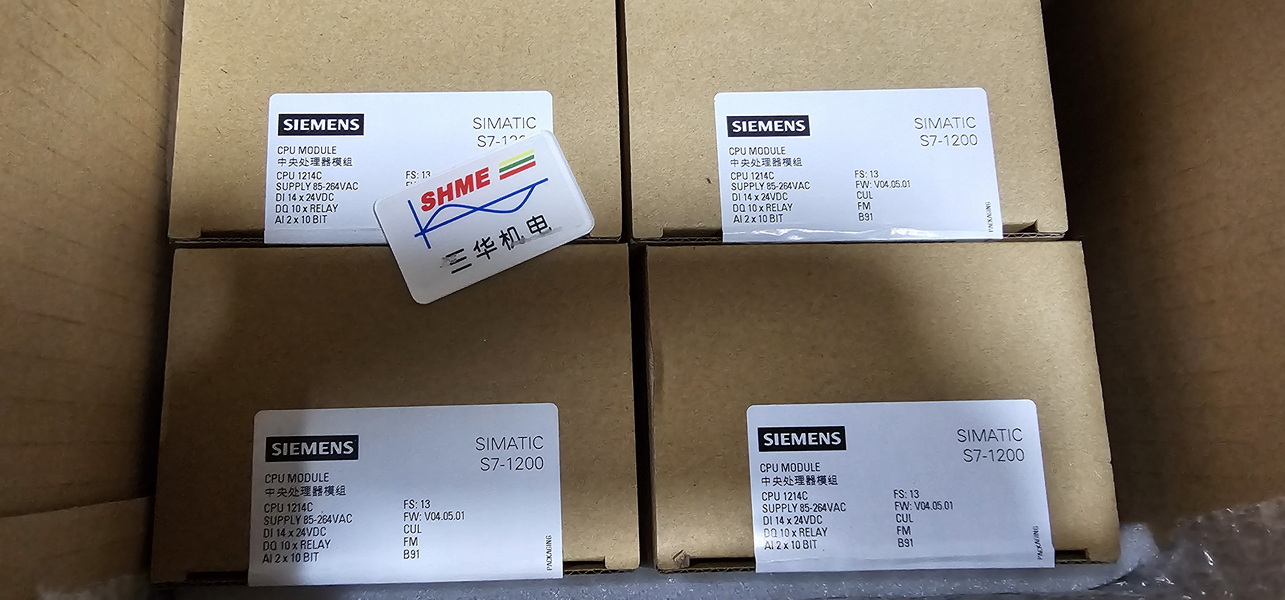 SIEMENS
SIMATIC
CPU MODULE
中央处理器模组
CPU 1214C
FS: 13
SUPPLY 85-264VAC
DI 14 x 24VDC
DQ 10 x RELAY
AI 2 x 10 BIT
SHME
三华机电
SIEMENS
SIMATIC
S7-1200
CPU MODULE
中央处理器模组
CPU 1214C
FS: 13
SUPPLY 85-264VAC
FW: V04.05.01
DI 14 x 24VDC
CUL
DQ 10 x RELAY
FM
AI 2 x 10 BIT
B91
PACKAGING
SIEMENS
SIMATIC
S7-1200
CPU MODULE
中央处理器模组
CPU 1214C
FS: 13
SUPPLY 85-264VAC
FW: V04.05.01
DI 14 x 24VDC
CUL
DQ 10 x RELAY
FM
AI 2 x 10 BIT
B91
PACKAGING
SIEMENS
SIMATIC
S7-1200
CPU MODULE
中央处理器模组
CPU 1214C
FS: 13
SUPPLY 85-264VAC
FW: V04.05.01
DI 14 x 24VDC
CUL
DQ 10 x RELAY
FM
AI 2 x 10 BIT
B91
PACKAGING